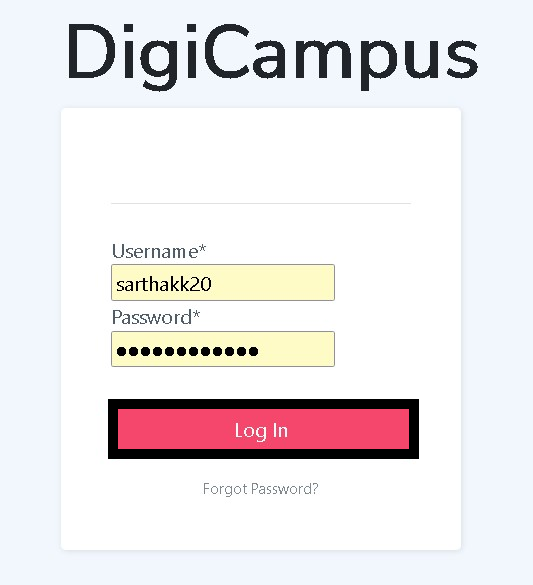 DigiCampus
Username*
sarthakk20
Password*
••••••••••••
Log In
Forgot Password?